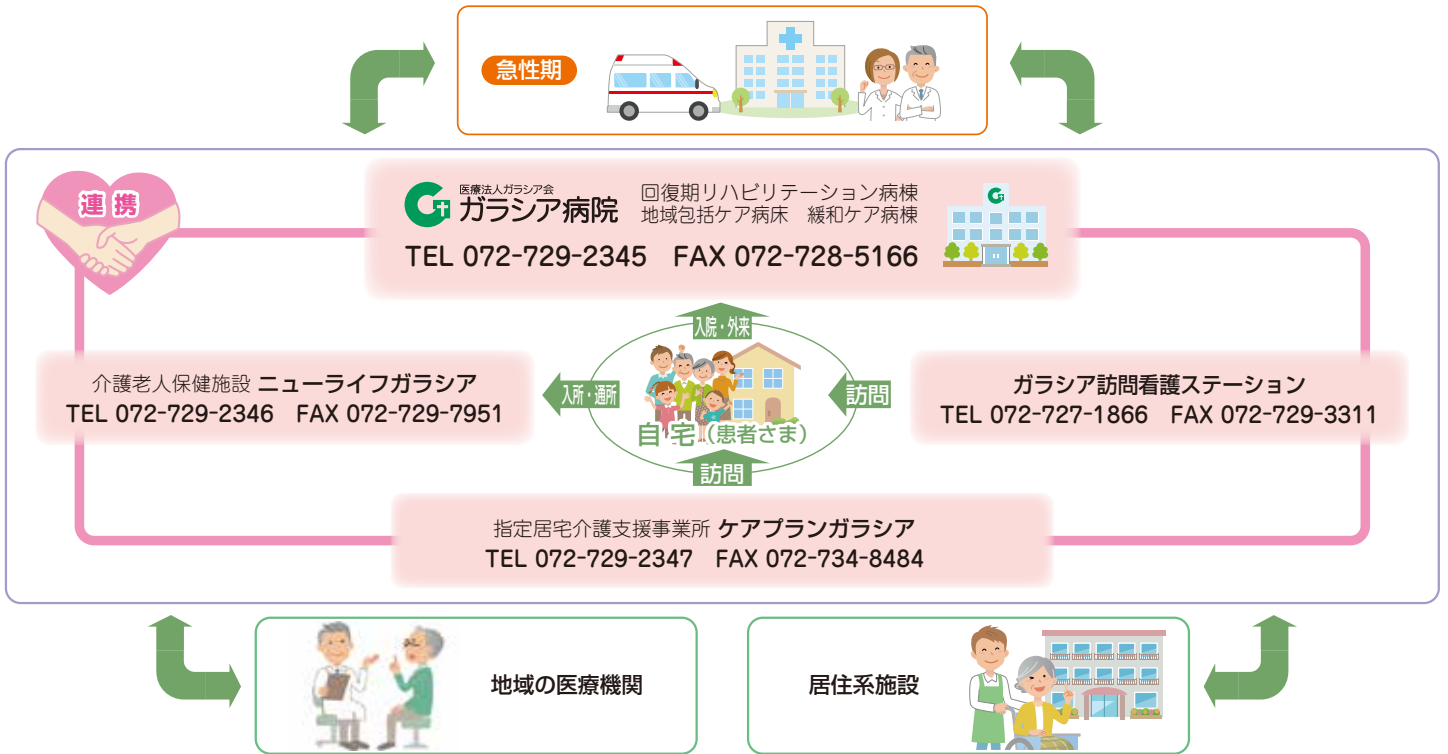 急性期
連携
医療法人ガラシア会
ガラシア病院
回復期リハビリテーション病棟
地域包括ケア病床　緩和ケア病棟
TEL 072-729-2345　FAX 072-728-5166
入院・外来
介護老人保健施設 ニューライフガラシア
TEL 072-729-2346　FAX 072-729-7951
入所・通所
訪問
自宅（患者さま）
訪問
ガラシア訪問看護ステーション
TEL 072-727-1866　FAX 072-729-3311
指定居宅介護支援事業所 ケアプランガラシア
TEL 072-729-2347　FAX 072-734-8484
地域の医療機関
居住系施設